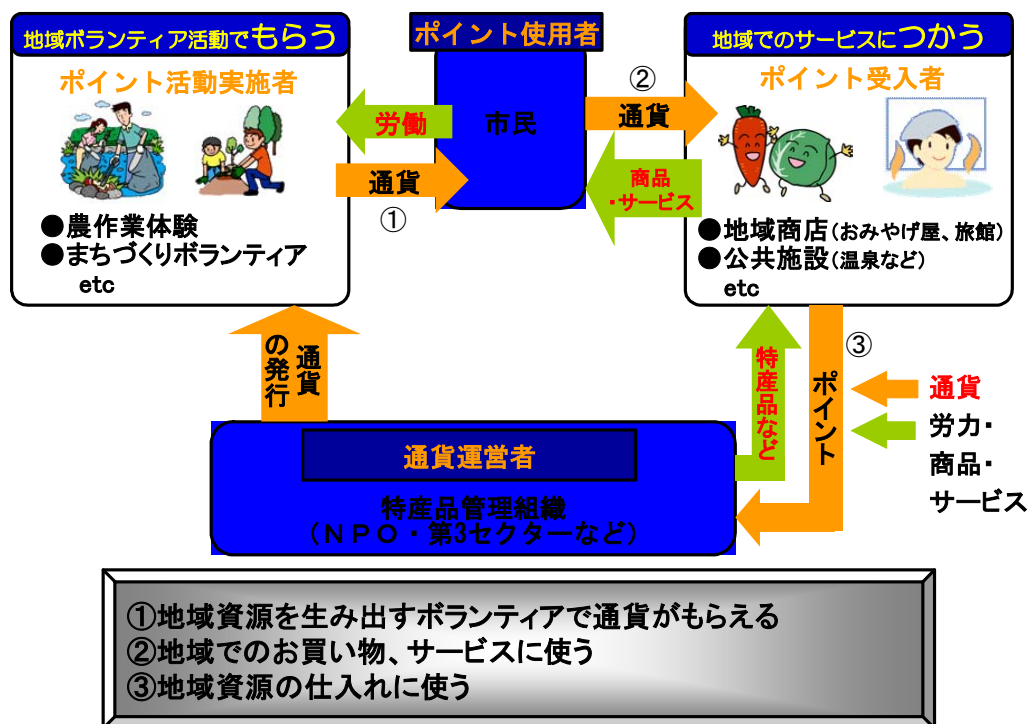 地域ボランティア活動でもらう
ポイント活動実施者
●農作業体験
●まちづくりボランティア
etc
ポイント使用者
市民
労働
通貨
①
②
通貨
商品
・サービス
地域でのサービスにつかう
ポイント受入者
●地域商店(おみやげ屋、旅館)
●公共施設(温泉など)
etc
通貨
の発行
特産品など
ポイント
③
通貨
労力・
商品・
サービス
通貨運営者
特産品管理組織
(NPO・第3セクターなど)
①地域資源を生み出すボランティアで通貨がもらえる
②地域でのお買い物、サービスに使う
③地域資源の仕入れに使う